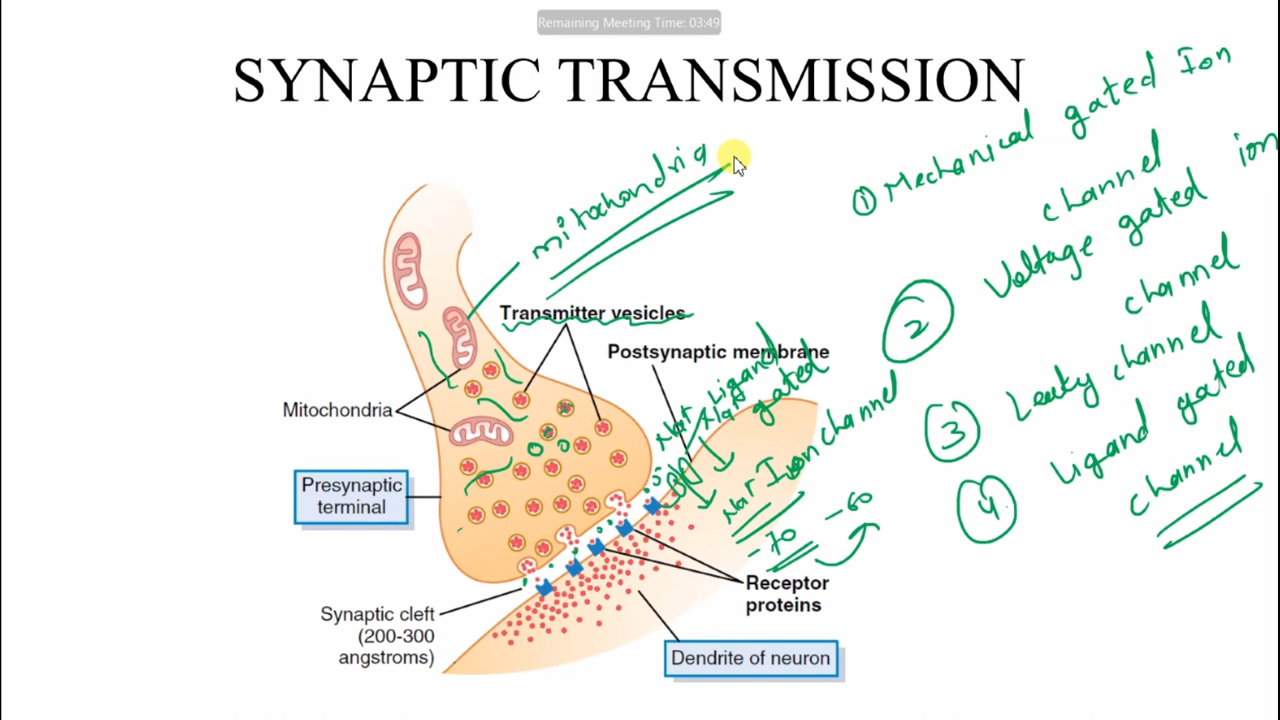 Remaining Meeting Time: 03:49
SYNAPTIC TRANSMISSION
① Mechanical gated Ion
channel
② Voltage gated ion
channel
③ Leaky channel
④ Ligand gated
channel
mitochondria
Transmitter vesicles
Postsynaptic membrane
Ligand
gated
Na+ Na+
Na+ Iron channel
-70 -60
Mitochondria
Presynaptic
terminal
Synaptic cleft
(200-300
angstroms)
Receptor
proteins
Dendrite of neuron